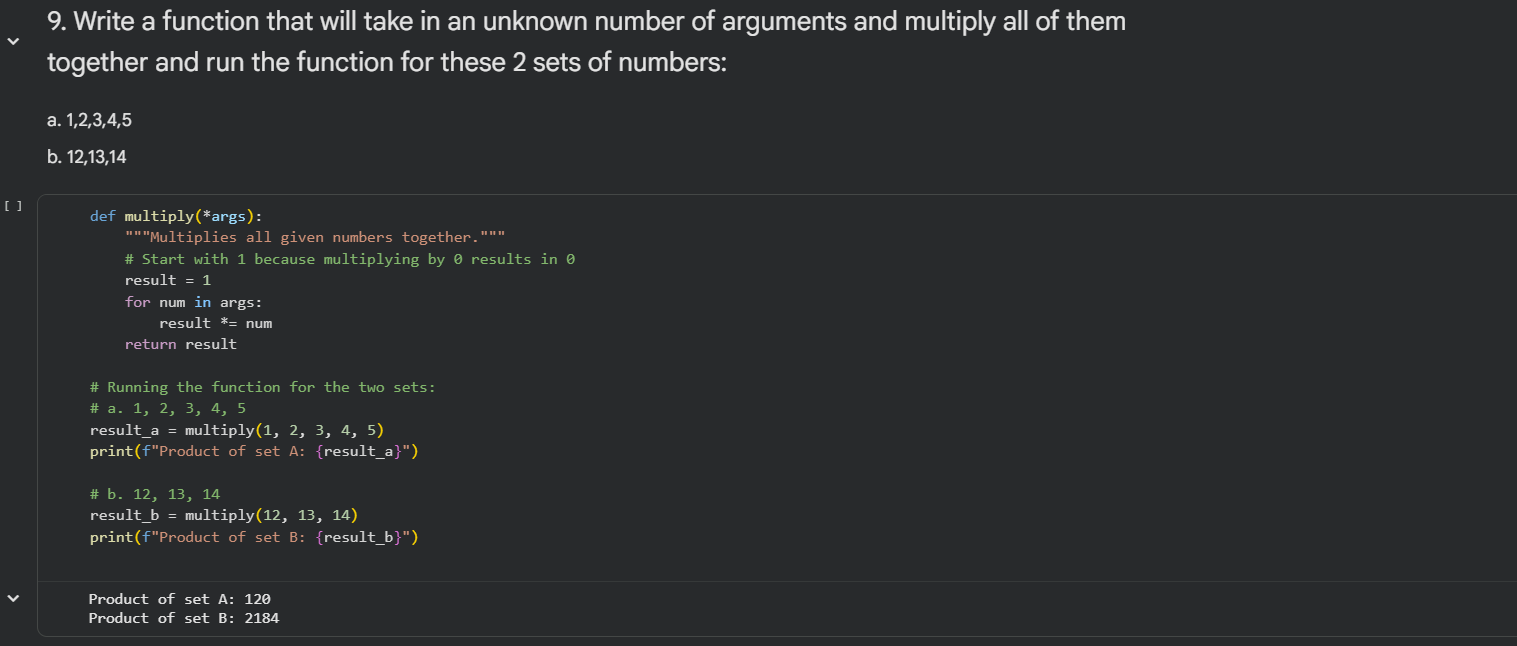 9. Write a function that will take in an unknown number of arguments and multiply all of them
together and run the function for these 2 sets of numbers:
a. 1,2,3,4,5
b. 12,13,14
[ ]
def multiply(*args):
    """Multiplies all given numbers together."""
    # Start with 1 because multiplying by 0 results in 0
    result = 1
    for num in args:
        result *= num
    return result

# Running the function for the two sets:
# a. 1, 2, 3, 4, 5
result_a = multiply(1, 2, 3, 4, 5)
print(f"Product of set A: {result_a}")

# b. 12, 13, 14
result_b = multiply(12, 13, 14)
print(f"Product of set B: {result_b}")

Product of set A: 120
Product of set B: 2184